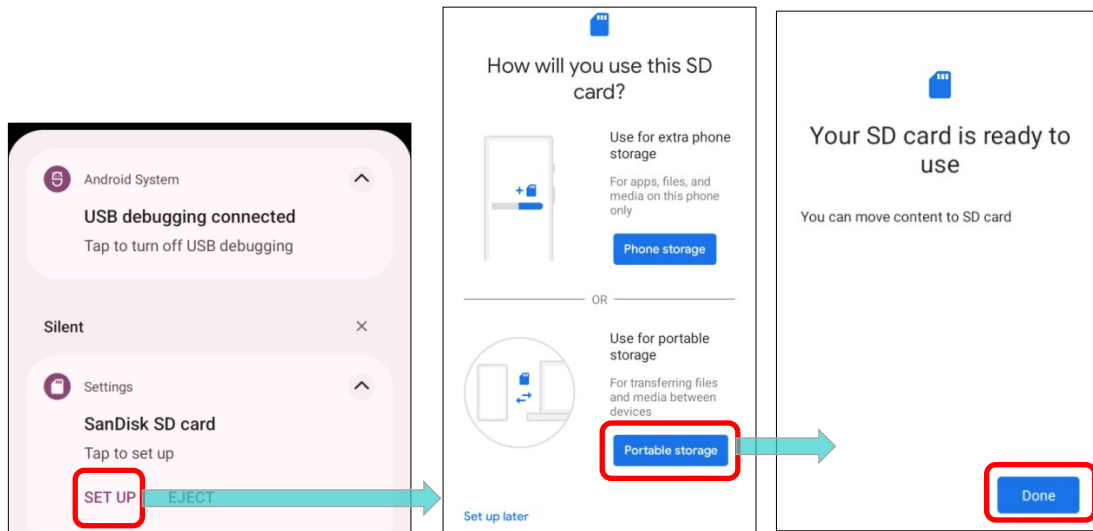 Android System
USB debugging connected
Tap to turn off USB debugging
Silent
Settings
SanDisk SD card
Tap to set up
SET UP EJECT
How will you use this SD
card?
Use for extra phone
storage
For apps, files, and
media on this phone
only
Phone storage
OR
Use for portable
storage
For transferring files
and media between
devices
Portable storage
Set up later
Your SD card is ready to
use
You can move content to SD card
Done